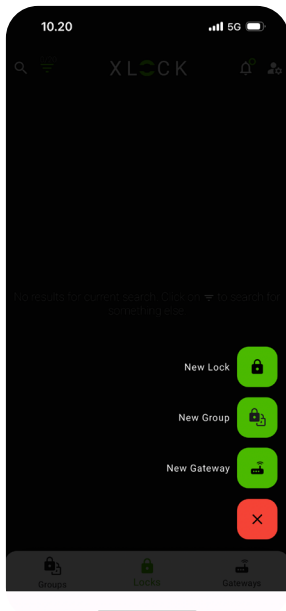 10.20
5G
XLOCK
No results for current search. Click on to search for
something else.
New Lock
New Group
New Gateway
Groups
Locks
Gateways